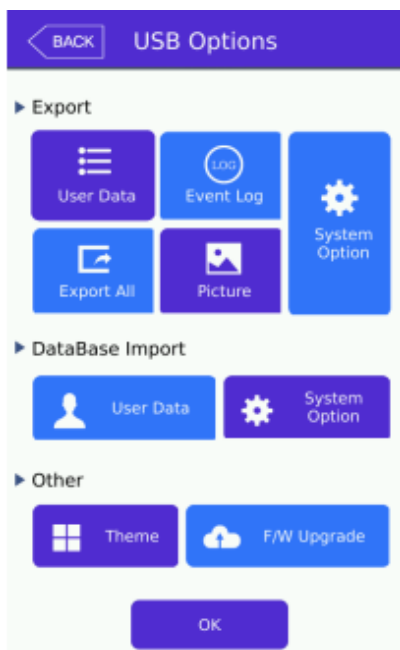 BACK
USB Options
Export
User Data
LOG
Event Log
System
Option
Export All
Picture
DataBase Import
User Data
System
Option
Other
Theme
F/W Upgrade
OK